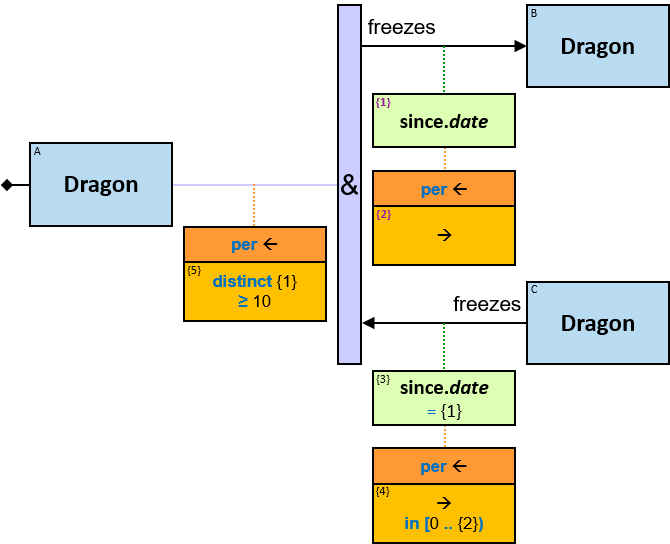 freezes
B
Dragon
{1}
since.date
A
Dragon
&
per ←
{2}
→
per ←
{5}
distinct {1}
≥ 10
C
freezes
Dragon
{3}
since.date
= {1}
per ←
{4}
→
in [0 .. {2})